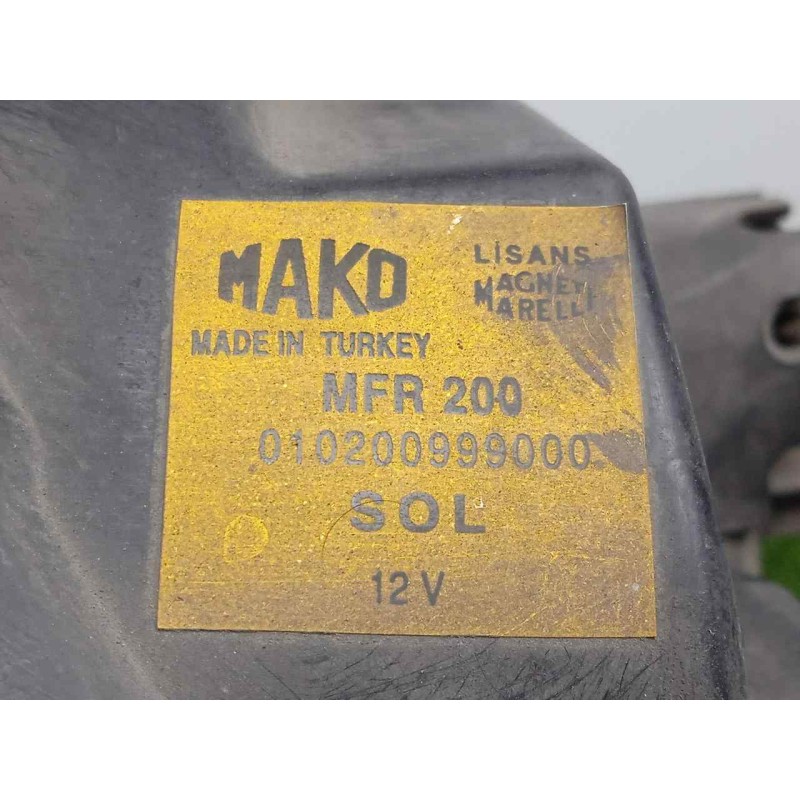 MAKO
LİSANS
MAGNETİ
MARELLİ
MADE IN TURKEY
MFR 200
010200999000
SOL
12 V